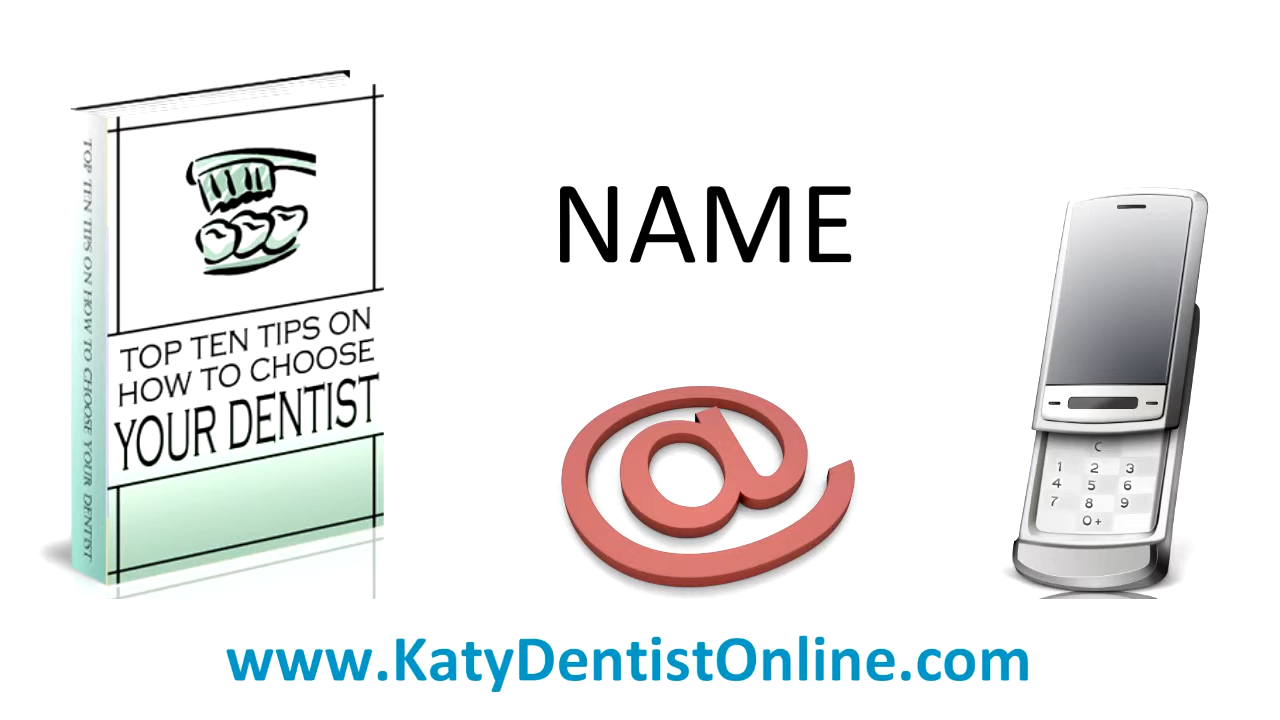 TOP TEN TIPS ON HOW TO CHOOSE YOUR DENTIST
TOP TEN TIPS ON
HOW TO CHOOSE
YOUR DENTIST
NAME
@
C
1 2 3
4 5 6
7 8 9
0+
www.KatyDentistOnline.com